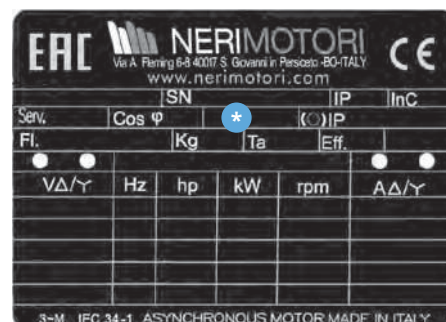 EAC NERIMOTORI CE
Via A. Fleming 6-8 40017 S. Giovanni in Persiceto -BO-ITALY
www.nerimotori.com
SN IP InC
Serv. Cos φ * (◌)IP
Fl. Kg Ta Eff.
VΔ/Y Hz hp kW rpm AΔ/Y
3~M IEC 34-1 ASYNCHRONOUS MOTOR MADE IN ITALY